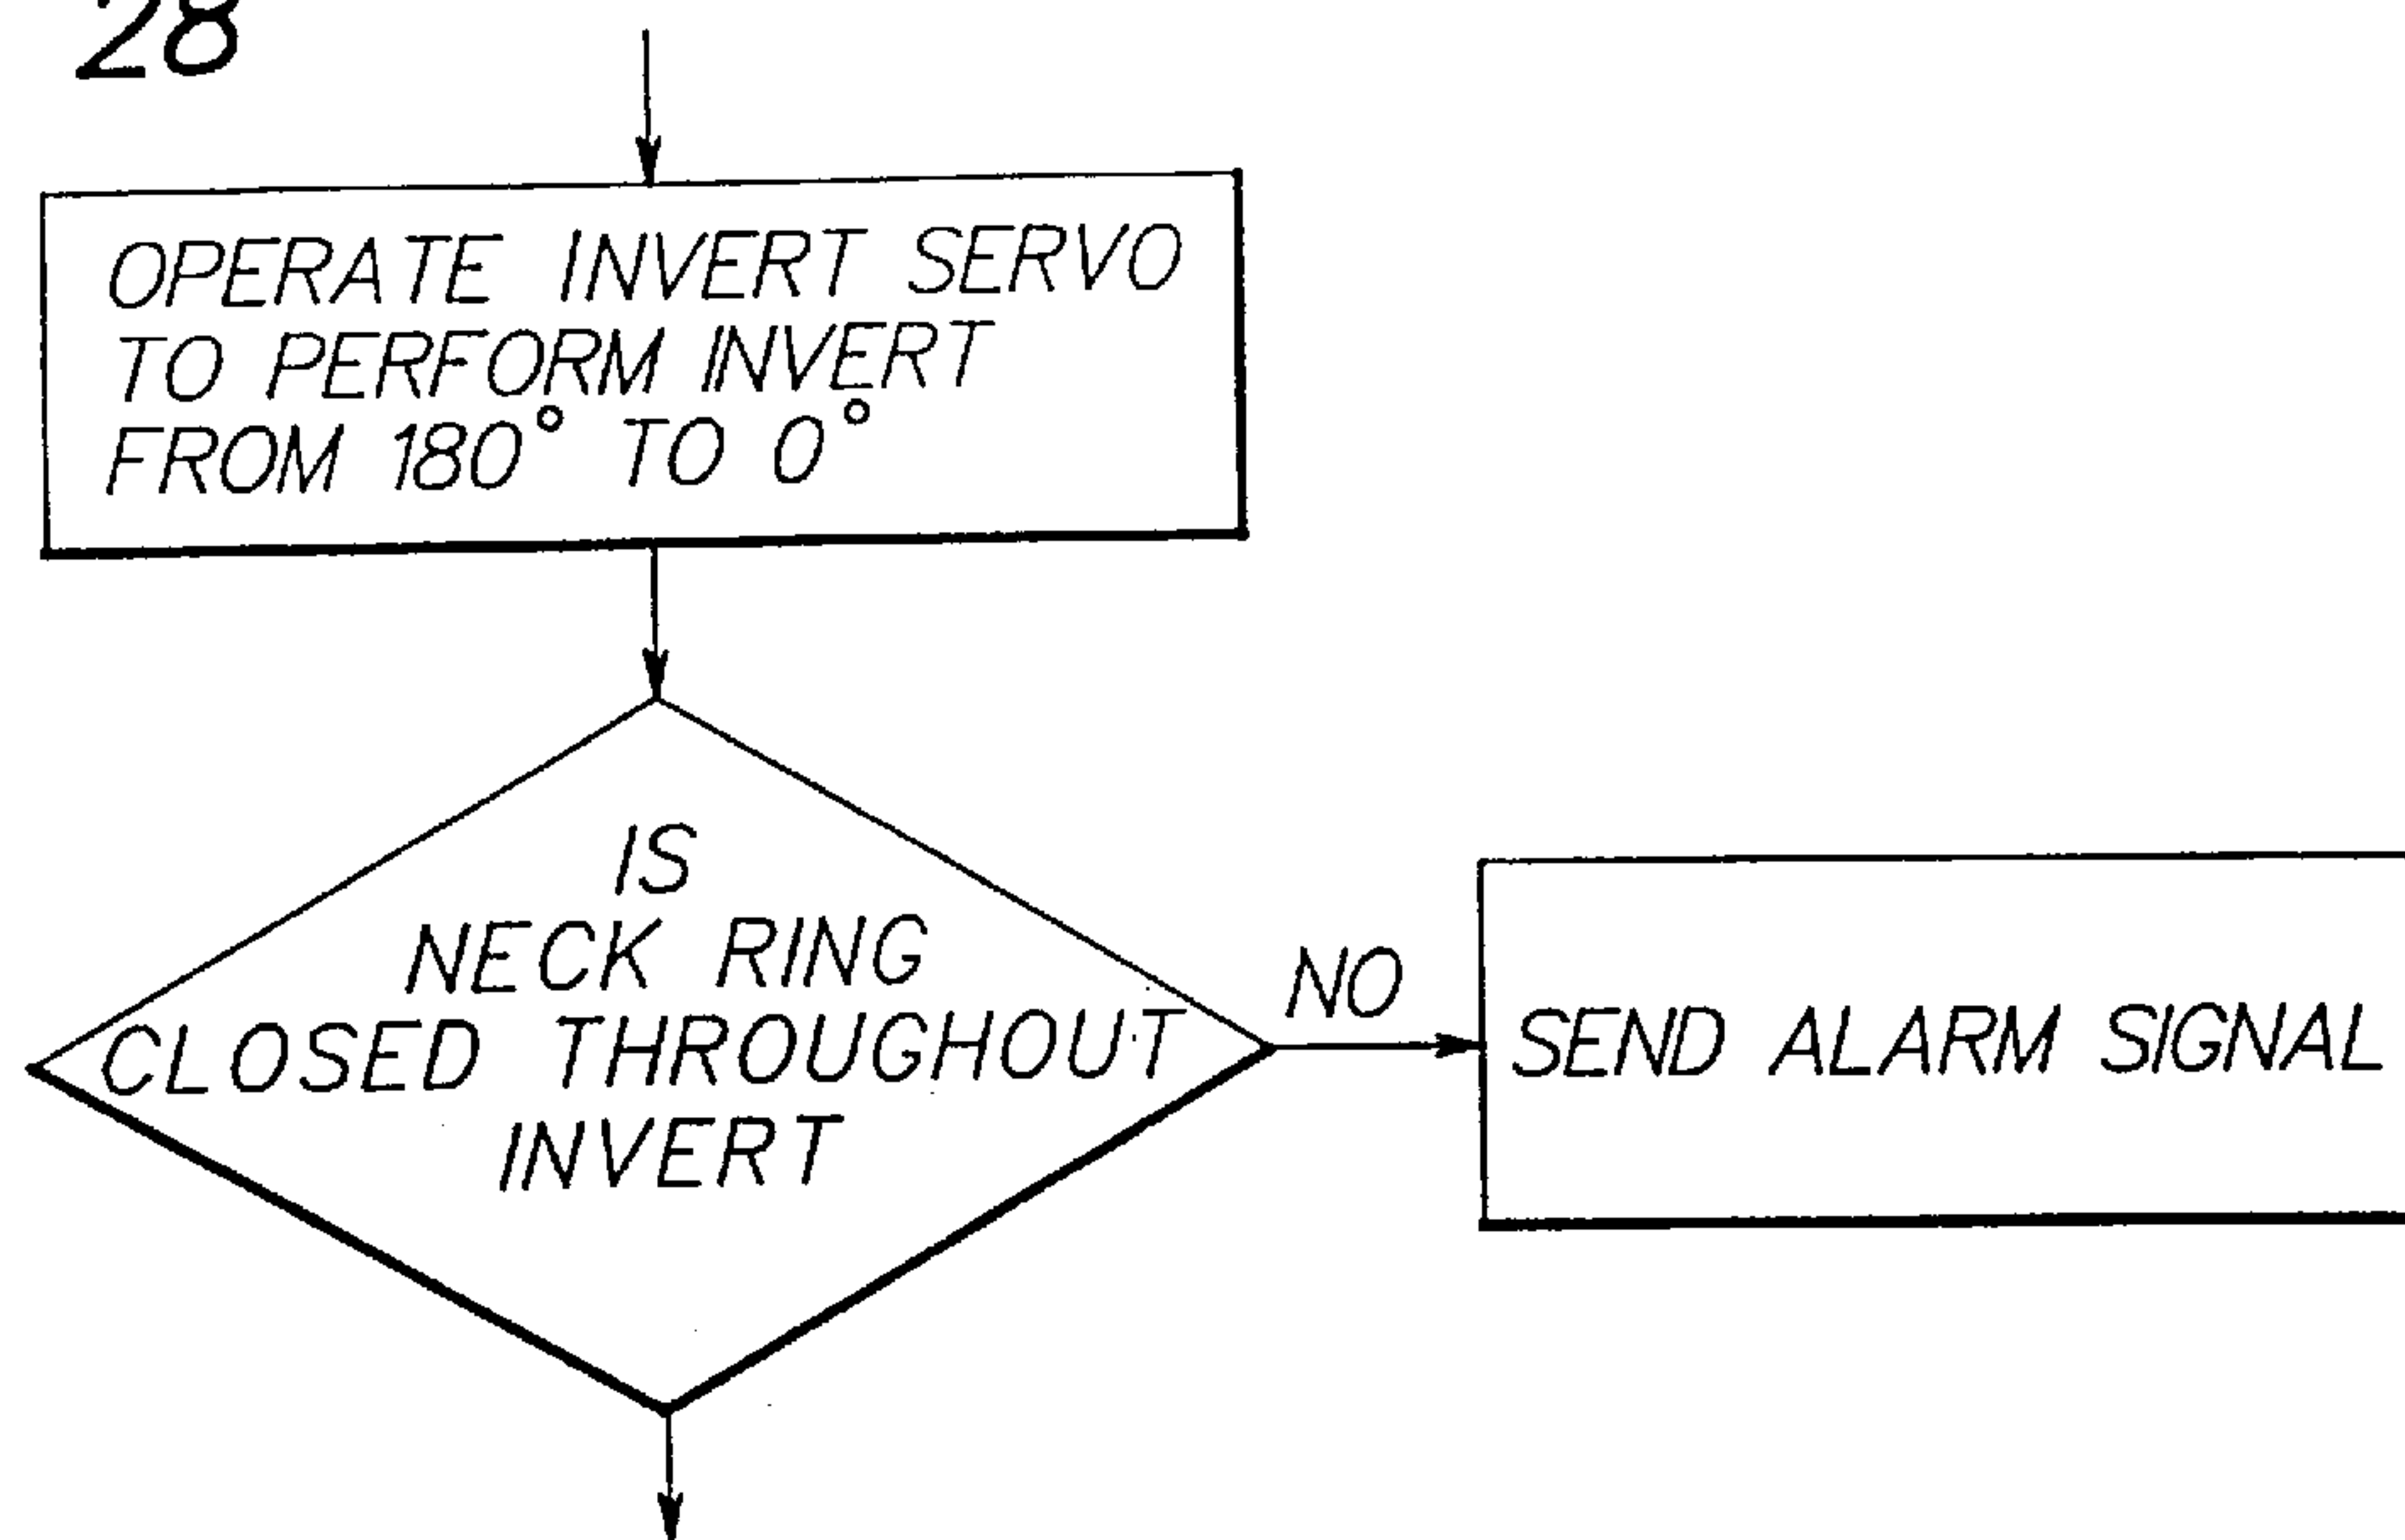 28
OPERATE INVERT SERVO
TO PERFORM INVERT
FROM 180° TO 0°
IS
NECK RING
CLOSED THROUGHOUT
INVERT
NO
SEND ALARM SIGNAL